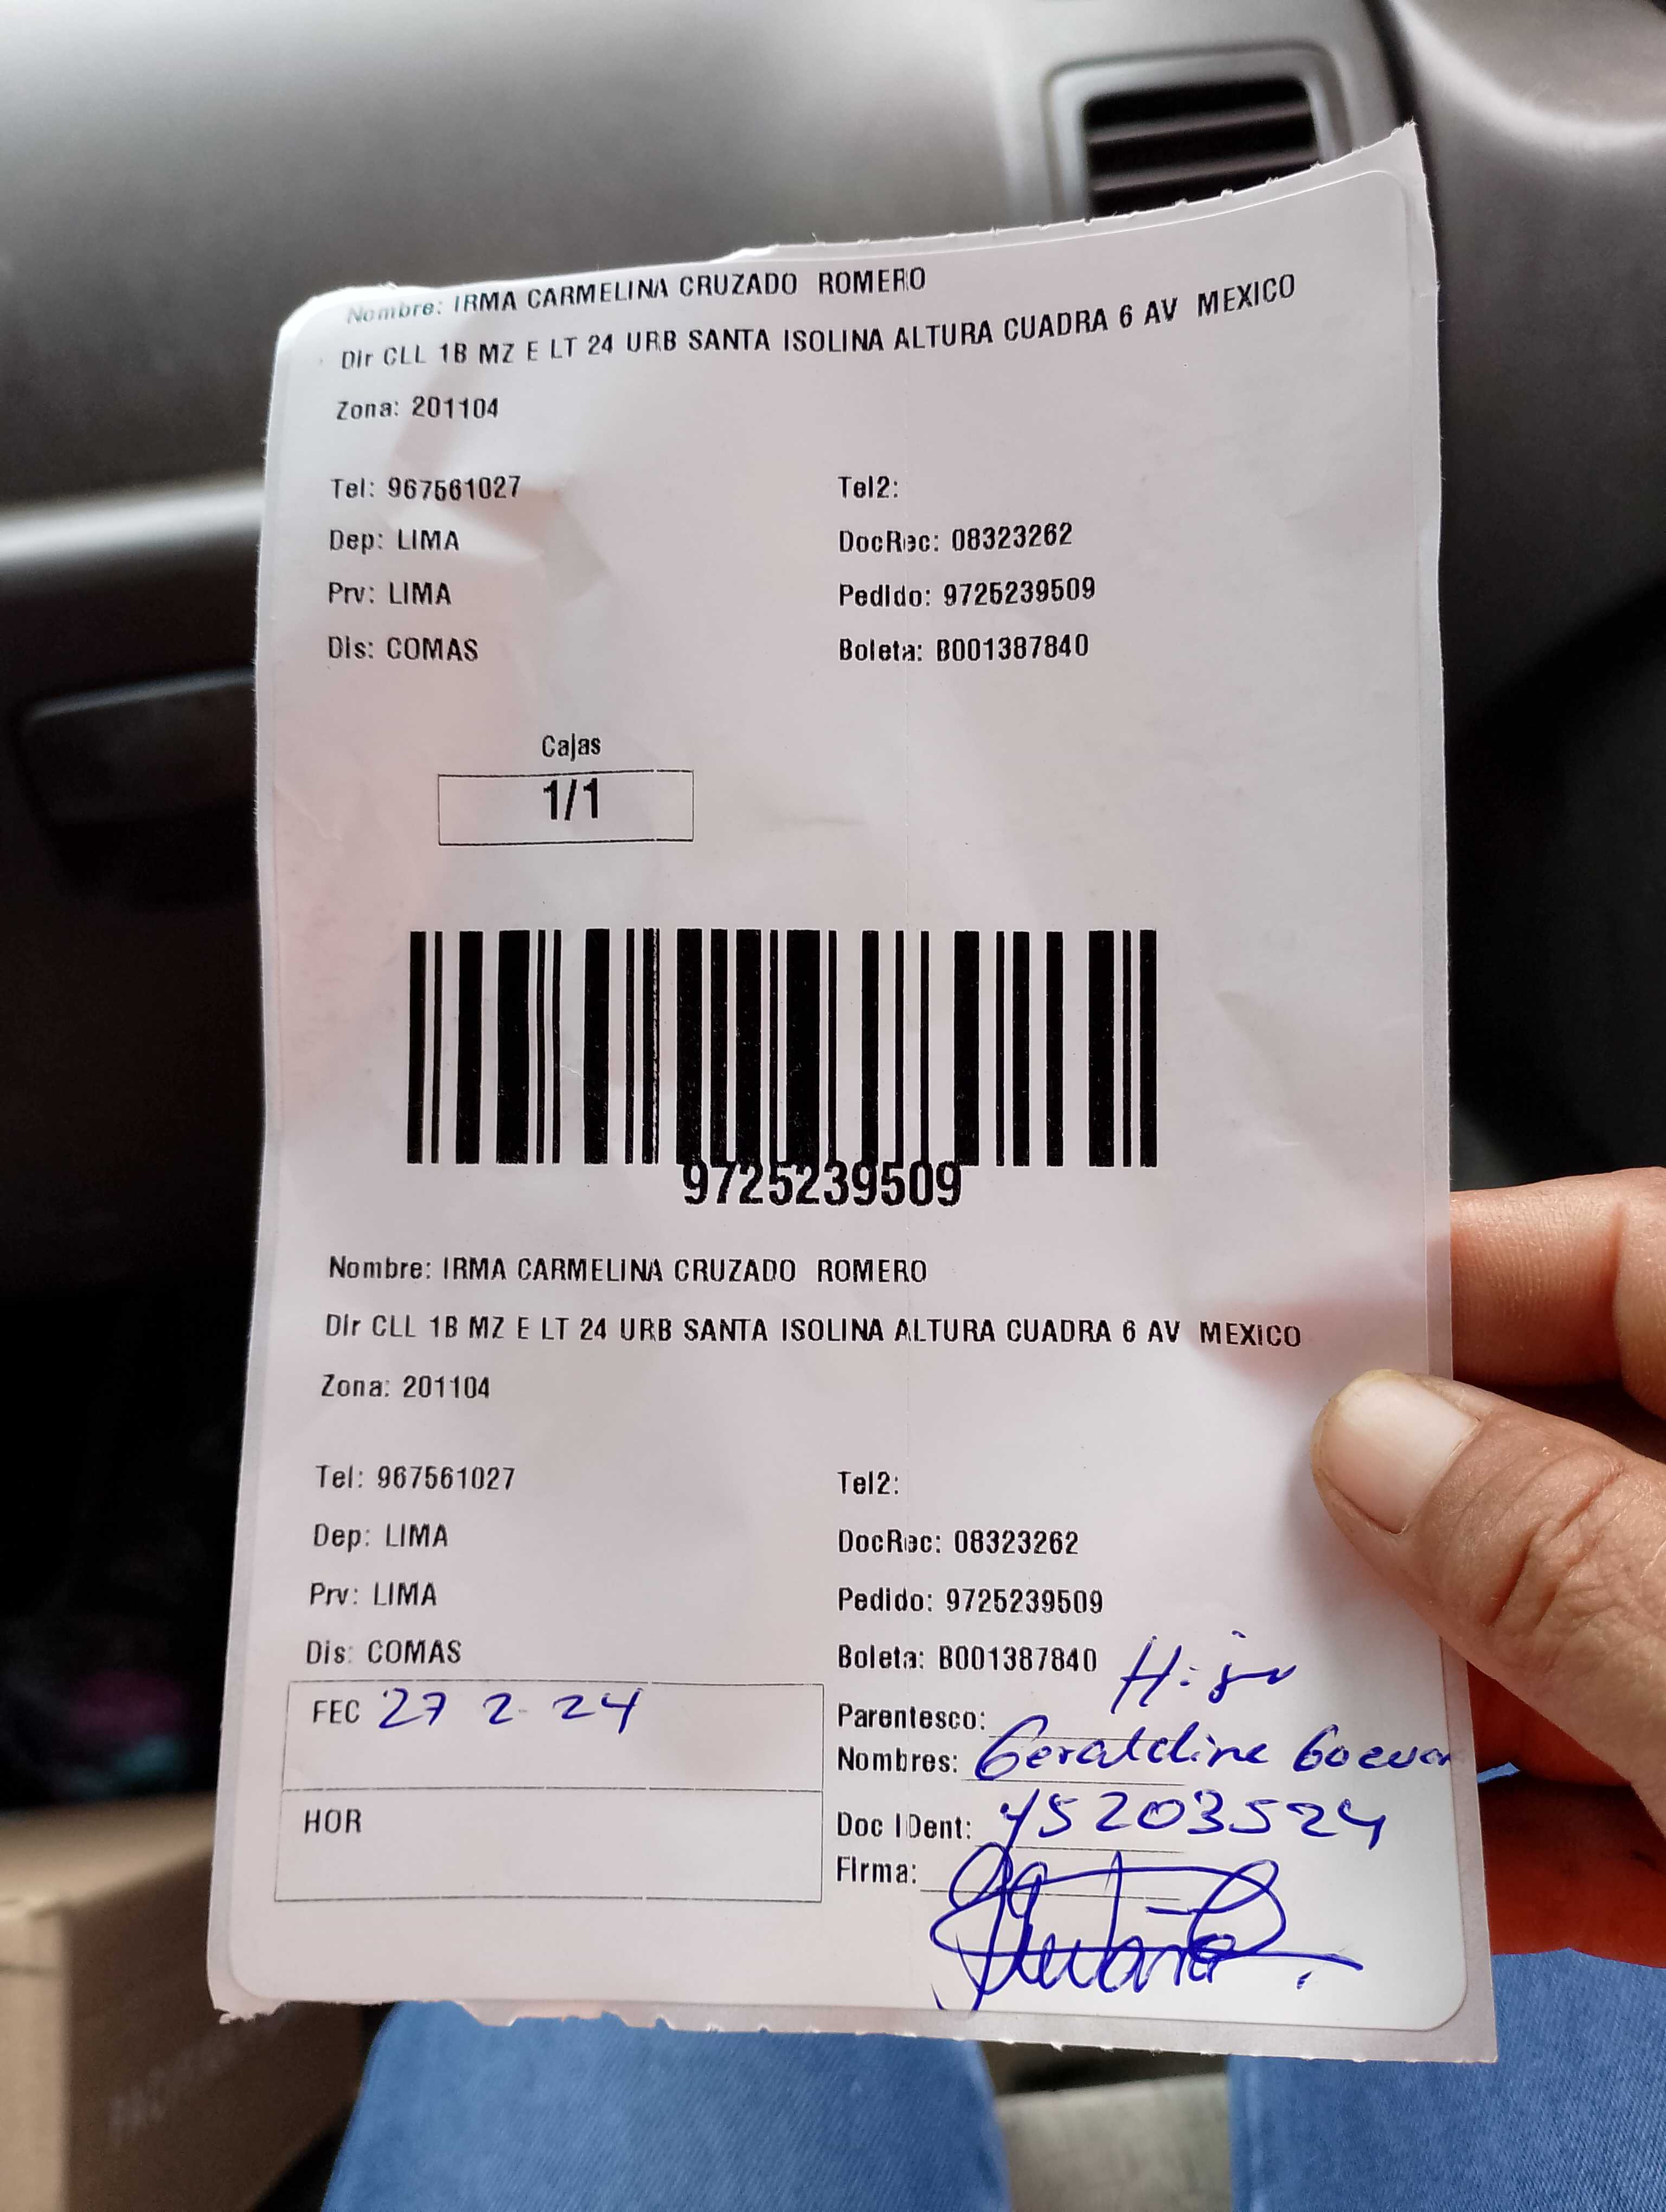 Nombre: IRMA CARMELINA CRUZADO ROMERO
Dir CLL 1B MZ E LT 24 URB SANTA ISOLINA ALTURA CUADRA 6 AV MEXICO
Zona: 201104
Tel: 967561027 Tel2:
Dep: LIMA DocRec: 08323262
Prv: LIMA Pedido: 9725239509
Dis: COMAS Boleta: B001387840
Cajas
1/1
9725239509
Nombre: IRMA CARMELINA CRUZADO ROMERO
Dir CLL 1B MZ E LT 24 URB SANTA ISOLINA ALTURA CUADRA 6 AV MEXICO
Zona: 201104
Tel: 967561027 Tel2:
Dep: LIMA DocRec: 08323262
Prv: LIMA Pedido: 9725239509
Dis: COMAS Boleta: B001387840
FEC 27 2 24
Parentesco:
Nombres: Geraldine
HOR
Doc IDent: 45203524
Firma: